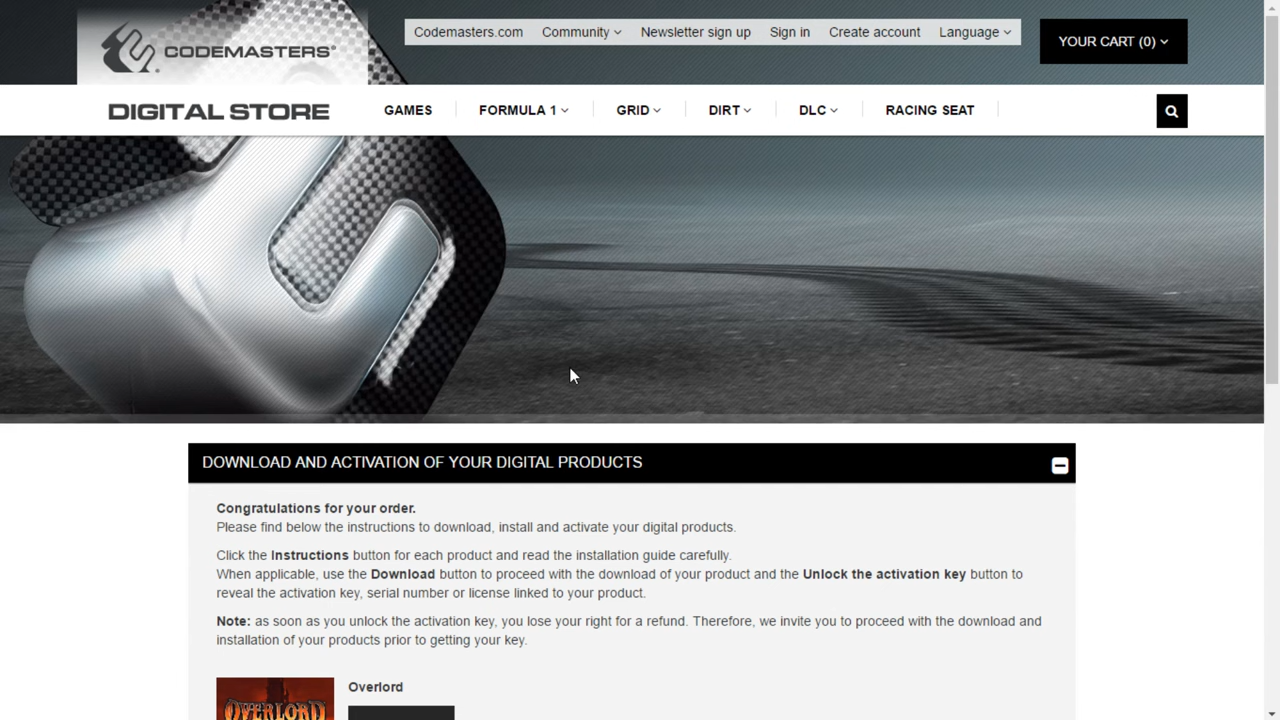 CODEMASTERS®
Codemasters.com Community Newsletter sign up Sign in Create account Language
YOUR CART (0)
DIGITAL STORE
GAMES FORMULA 1 GRID DIRT DLC RACING SEAT
DOWNLOAD AND ACTIVATION OF YOUR DIGITAL PRODUCTS
Congratulations for your order.
Please find below the instructions to download, install and activate your digital products.
Click the Instructions button for each product and read the installation guide carefully.
When applicable, use the Download button to proceed with the download of your product and the Unlock the activation key button to
reveal the activation key, serial number or license linked to your product.
Note: as soon as you unlock the activation key, you lose your right for a refund. Therefore, we invite you to proceed with the download and
installation of your products prior to getting your key.
OVERLORD
Overlord